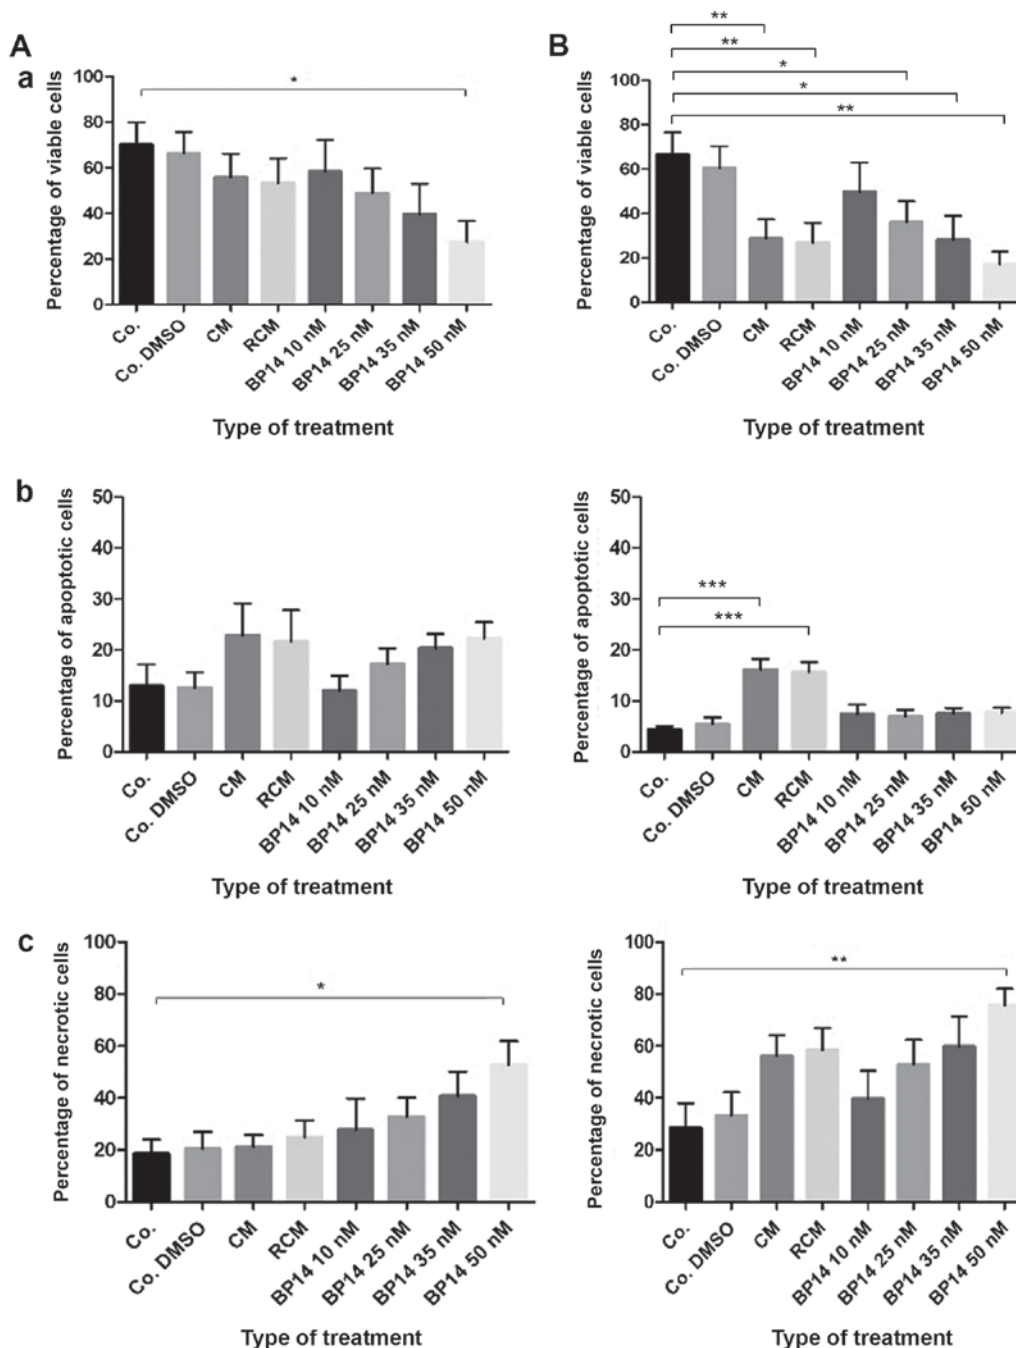 A
a
Percentage of viable cells
100
80
60
40
20
0
*
Co.
Co. DMSO
CM
RCM
BP14 10 nM
BP14 25 nM
BP14 35 nM
BP14 50 nM
Type of treatment
B
Percentage of viable cells
100
80
60
40
20
0
**
**
*
*
**
Co.
Co. DMSO
CM
RCM
BP14 10 nM
BP14 25 nM
BP14 35 nM
BP14 50 nM
Type of treatment
b
Percentage of apoptotic cells
50
40
30
20
10
0
Co.
Co. DMSO
CM
RCM
BP14 10 nM
BP14 25 nM
BP14 35 nM
BP14 50 nM
Type of treatment
Percentage of apoptotic cells
50
40
30
20
10
0
***
***
Co.
Co. DMSO
CM
RCM
BP14 10 nM
BP14 25 nM
BP14 35 nM
BP14 50 nM
Type of treatment
c
Percentage of necrotic cells
100
80
60
40
20
0
*
Co.
Co. DMSO
CM
RCM
BP14 10 nM
BP14 25 nM
BP14 35 nM
BP14 50 nM
Type of treatment
Percentage of necrotic cells
100
80
60
40
20
0
**
Co.
Co. DMSO
CM
RCM
BP14 10 nM
BP14 25 nM
BP14 35 nM
BP14 50 nM
Type of treatment